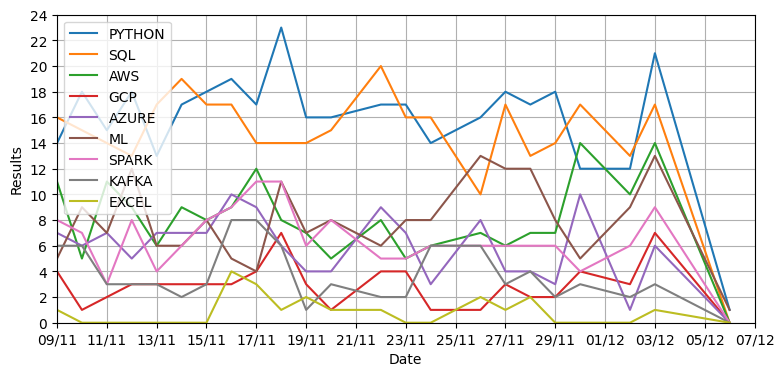 24
22
20
18
16
14
12
10
8
6
4
2
0
Results
PYTHON
SQL
AWS
GCP
AZURE
ML
SPARK
KAFKA
EXCEL
09/11 11/11 13/11 15/11 17/11 19/11 21/11 23/11 25/11 27/11 29/11 01/12 03/12 05/12 07/12
Date